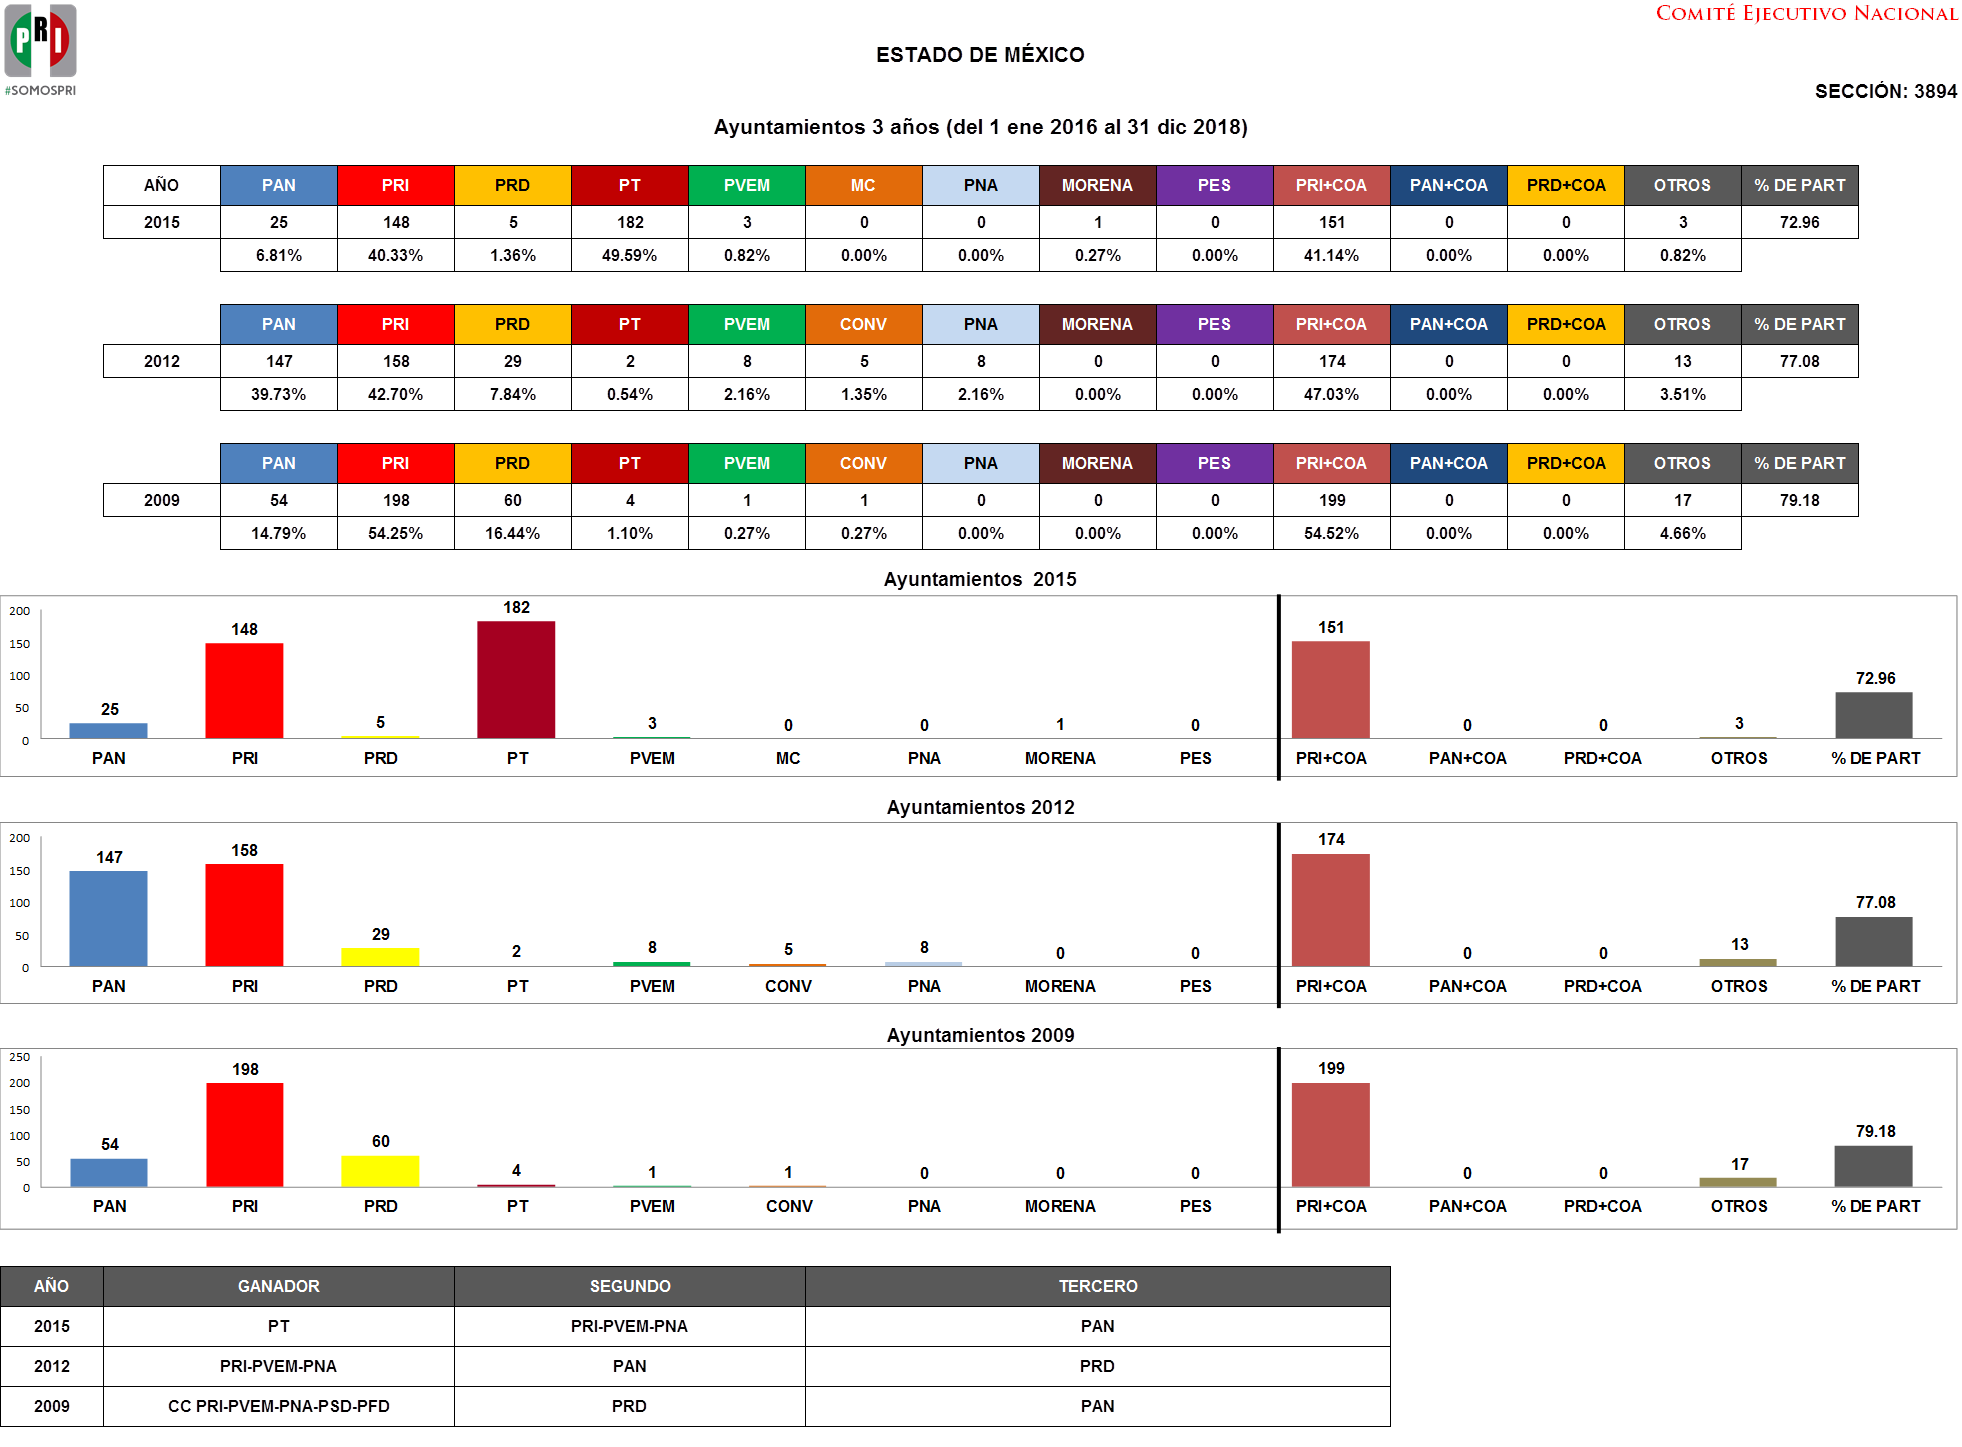 COMITÉ EJECUTIVO NACIONAL
PRI
#SOMOSPRI
ESTADO DE MÉXICO
SECCIÓN: 3894
Ayuntamientos 3 años (del 1 ene 2016 al 31 dic 2018)
AÑO PAN PRI PRD PT PVEM MC PNA MORENA PES PRI+COA PAN+COA PRD+COA OTROS % DE PART
2015 25 148 5 182 3 0 0 1 0 151 0 0 3 72.96
6.81% 40.33% 1.36% 49.59% 0.82% 0.00% 0.00% 0.27% 0.00% 41.14% 0.00% 0.00% 0.82%
PAN PRI PRD PT PVEM CONV PNA MORENA PES PRI+COA PAN+COA PRD+COA OTROS % DE PART
2012 147 158 29 2 8 5 8 0 0 174 0 0 13 77.08
39.73% 42.70% 7.84% 0.54% 2.16% 1.35% 2.16% 0.00% 0.00% 47.03% 0.00% 0.00% 3.51%
PAN PRI PRD PT PVEM CONV PNA MORENA PES PRI+COA PAN+COA PRD+COA OTROS % DE PART
2009 54 198 60 4 1 1 0 0 0 199 0 0 17 79.18
14.79% 54.25% 16.44% 1.10% 0.27% 0.27% 0.00% 0.00% 0.00% 54.52% 0.00% 0.00% 4.66%
Ayuntamientos 2015
200
150
100
50
0
25 148 5 182 3 0 0 1 0 151 0 0 3 72.96
PAN PRI PRD PT PVEM MC PNA MORENA PES PRI+COA PAN+COA PRD+COA OTROS % DE PART
Ayuntamientos 2012
200
150
100
50
0
147 158 29 2 8 5 8 0 0 174 0 0 13 77.08
PAN PRI PRD PT PVEM CONV PNA MORENA PES PRI+COA PAN+COA PRD+COA OTROS % DE PART
Ayuntamientos 2009
250
200
150
100
50
0
54 198 60 4 1 1 0 0 0 199 0 0 17 79.18
PAN PRI PRD PT PVEM CONV PNA MORENA PES PRI+COA PAN+COA PRD+COA OTROS % DE PART
AÑO GANADOR SEGUNDO TERCERO
2015 PT PRI-PVEM-PNA PAN
2012 PRI-PVEM-PNA PAN PRD
2009 CC PRI-PVEM-PNA-PSD-PFD PRD PAN